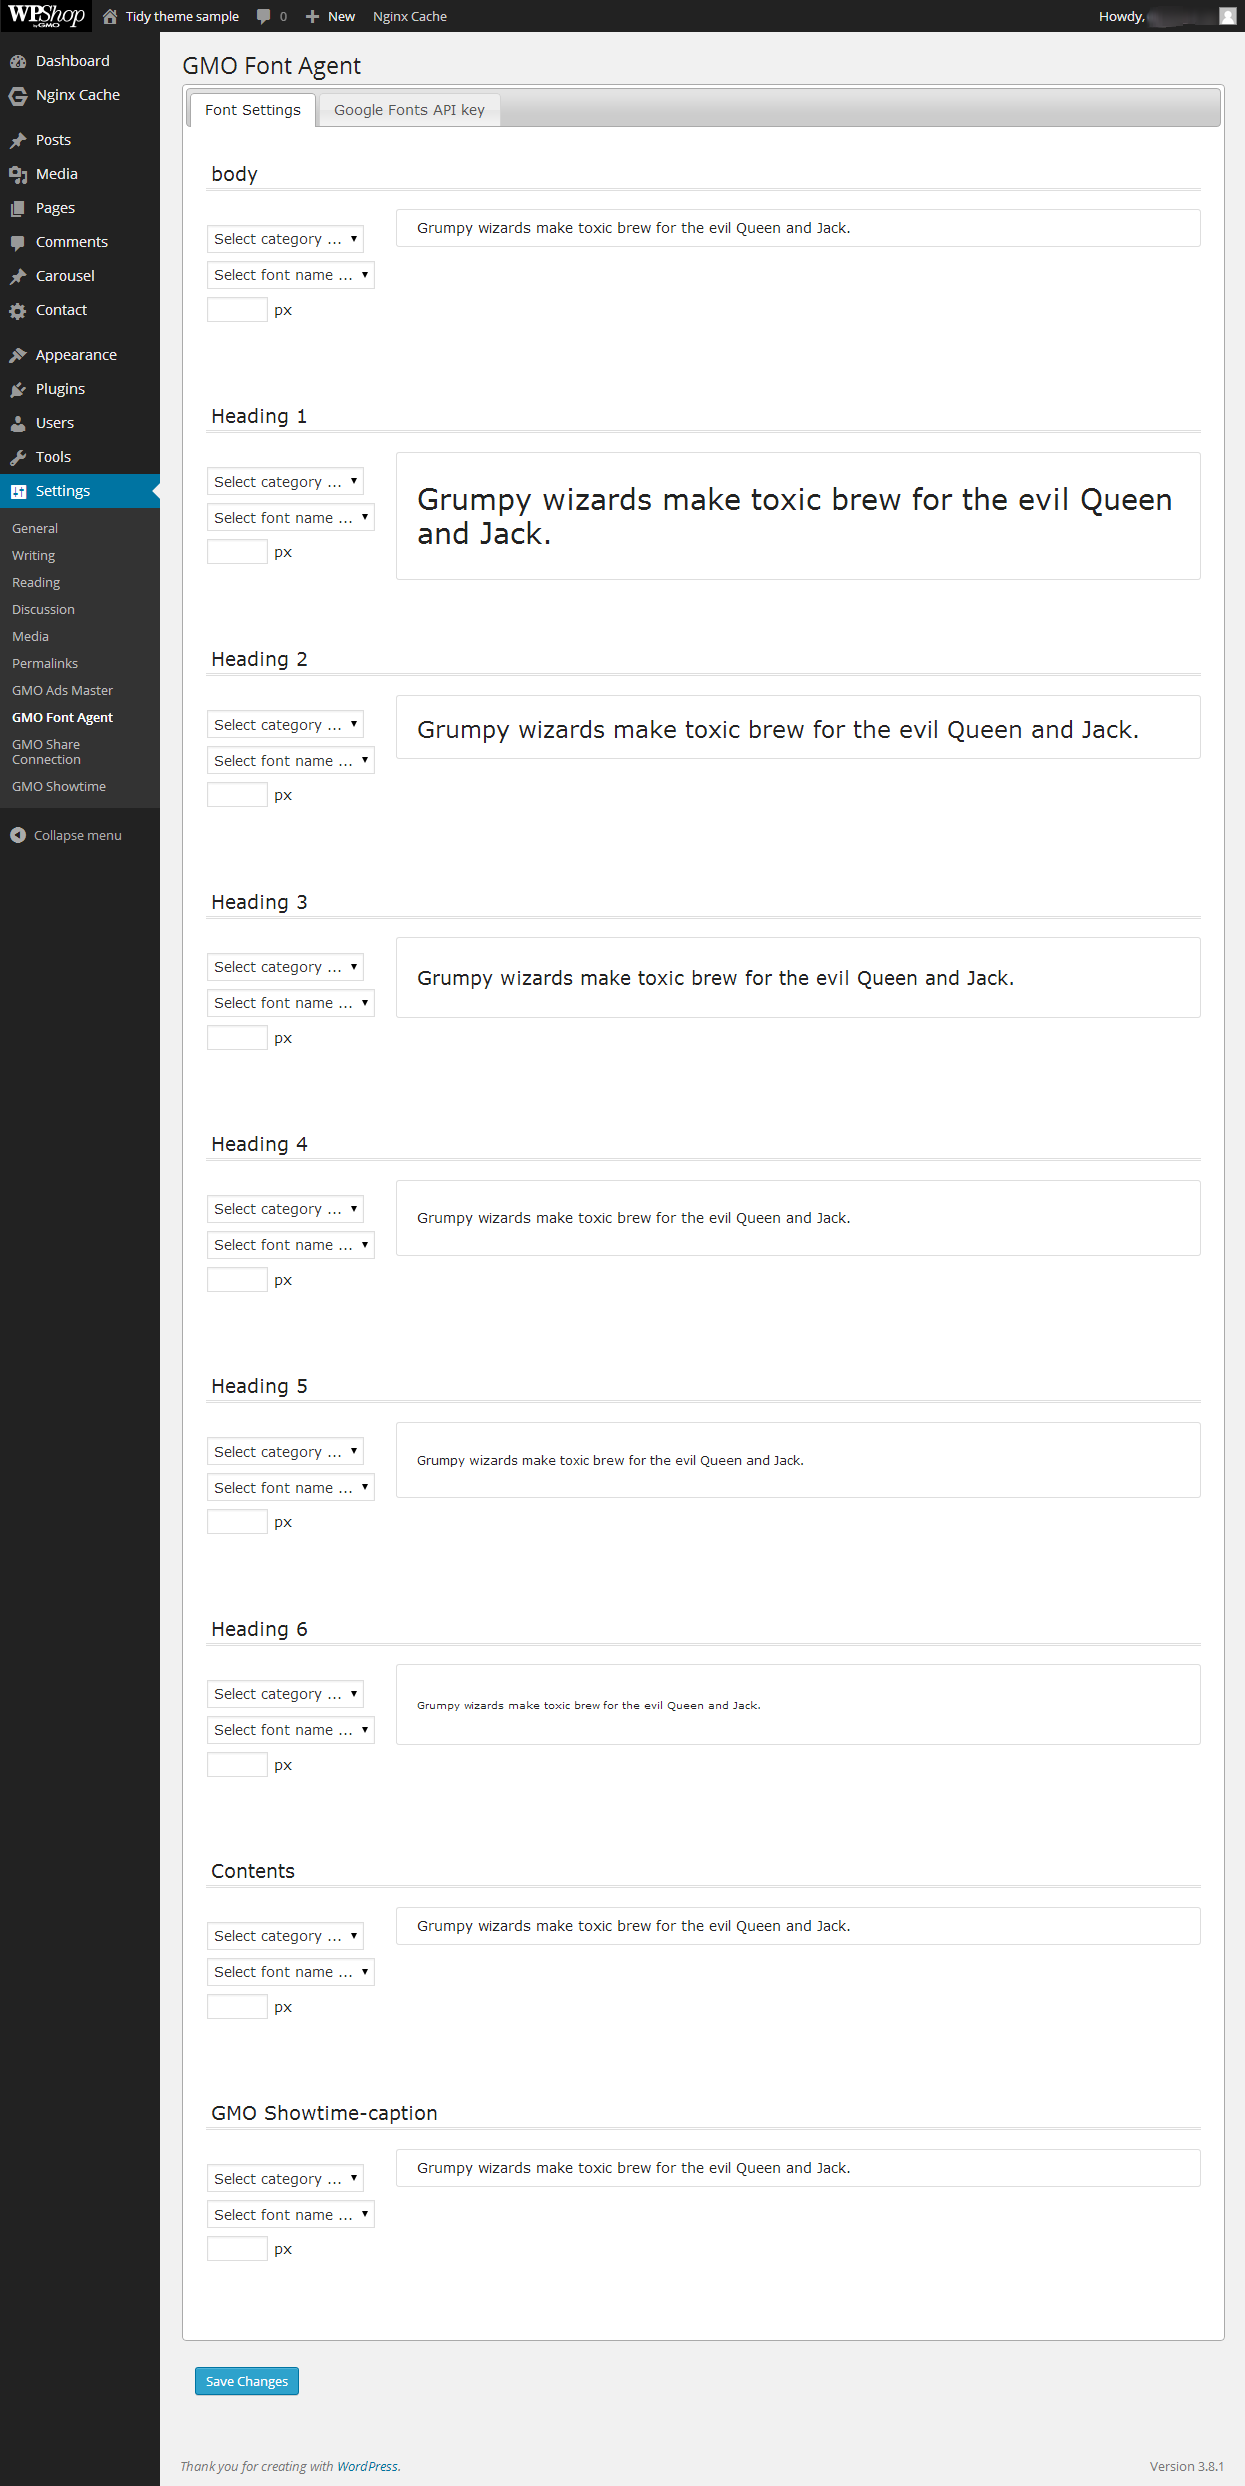 WPShop by GMO Tidy theme sample 0 New Nginx Cache Howdy,
Dashboard
Nginx Cache
Posts
Media
Pages
Comments
Carousel
Contact
Appearance
Plugins
Users
Tools
Settings
General
Writing
Reading
Discussion
Media
Permalinks
GMO Ads Master
GMO Font Agent
GMO Share
Connection
GMO Showtime
Collapse menu
GMO Font Agent
Font Settings Google Fonts API key
body
Select category ...
Select font name ...
px
Grumpy wizards make toxic brew for the evil Queen and Jack.
Heading 1
Select category ...
Select font name ...
px
Grumpy wizards make toxic brew for the evil Queen
and Jack.
Heading 2
Select category ...
Select font name ...
px
Grumpy wizards make toxic brew for the evil Queen and Jack.
Heading 3
Select category ...
Select font name ...
px
Grumpy wizards make toxic brew for the evil Queen and Jack.
Heading 4
Select category ...
Select font name ...
px
Grumpy wizards make toxic brew for the evil Queen and Jack.
Heading 5
Select category ...
Select font name ...
px
Grumpy wizards make toxic brew for the evil Queen and Jack.
Heading 6
Select category ...
Select font name ...
px
Grumpy wizards make toxic brew for the evil Queen and Jack.
Contents
Select category ...
Select font name ...
px
Grumpy wizards make toxic brew for the evil Queen and Jack.
GMO Showtime-caption
Select category ...
Select font name ...
px
Grumpy wizards make toxic brew for the evil Queen and Jack.
Save Changes
Thank you for creating with WordPress.
Version 3.8.1